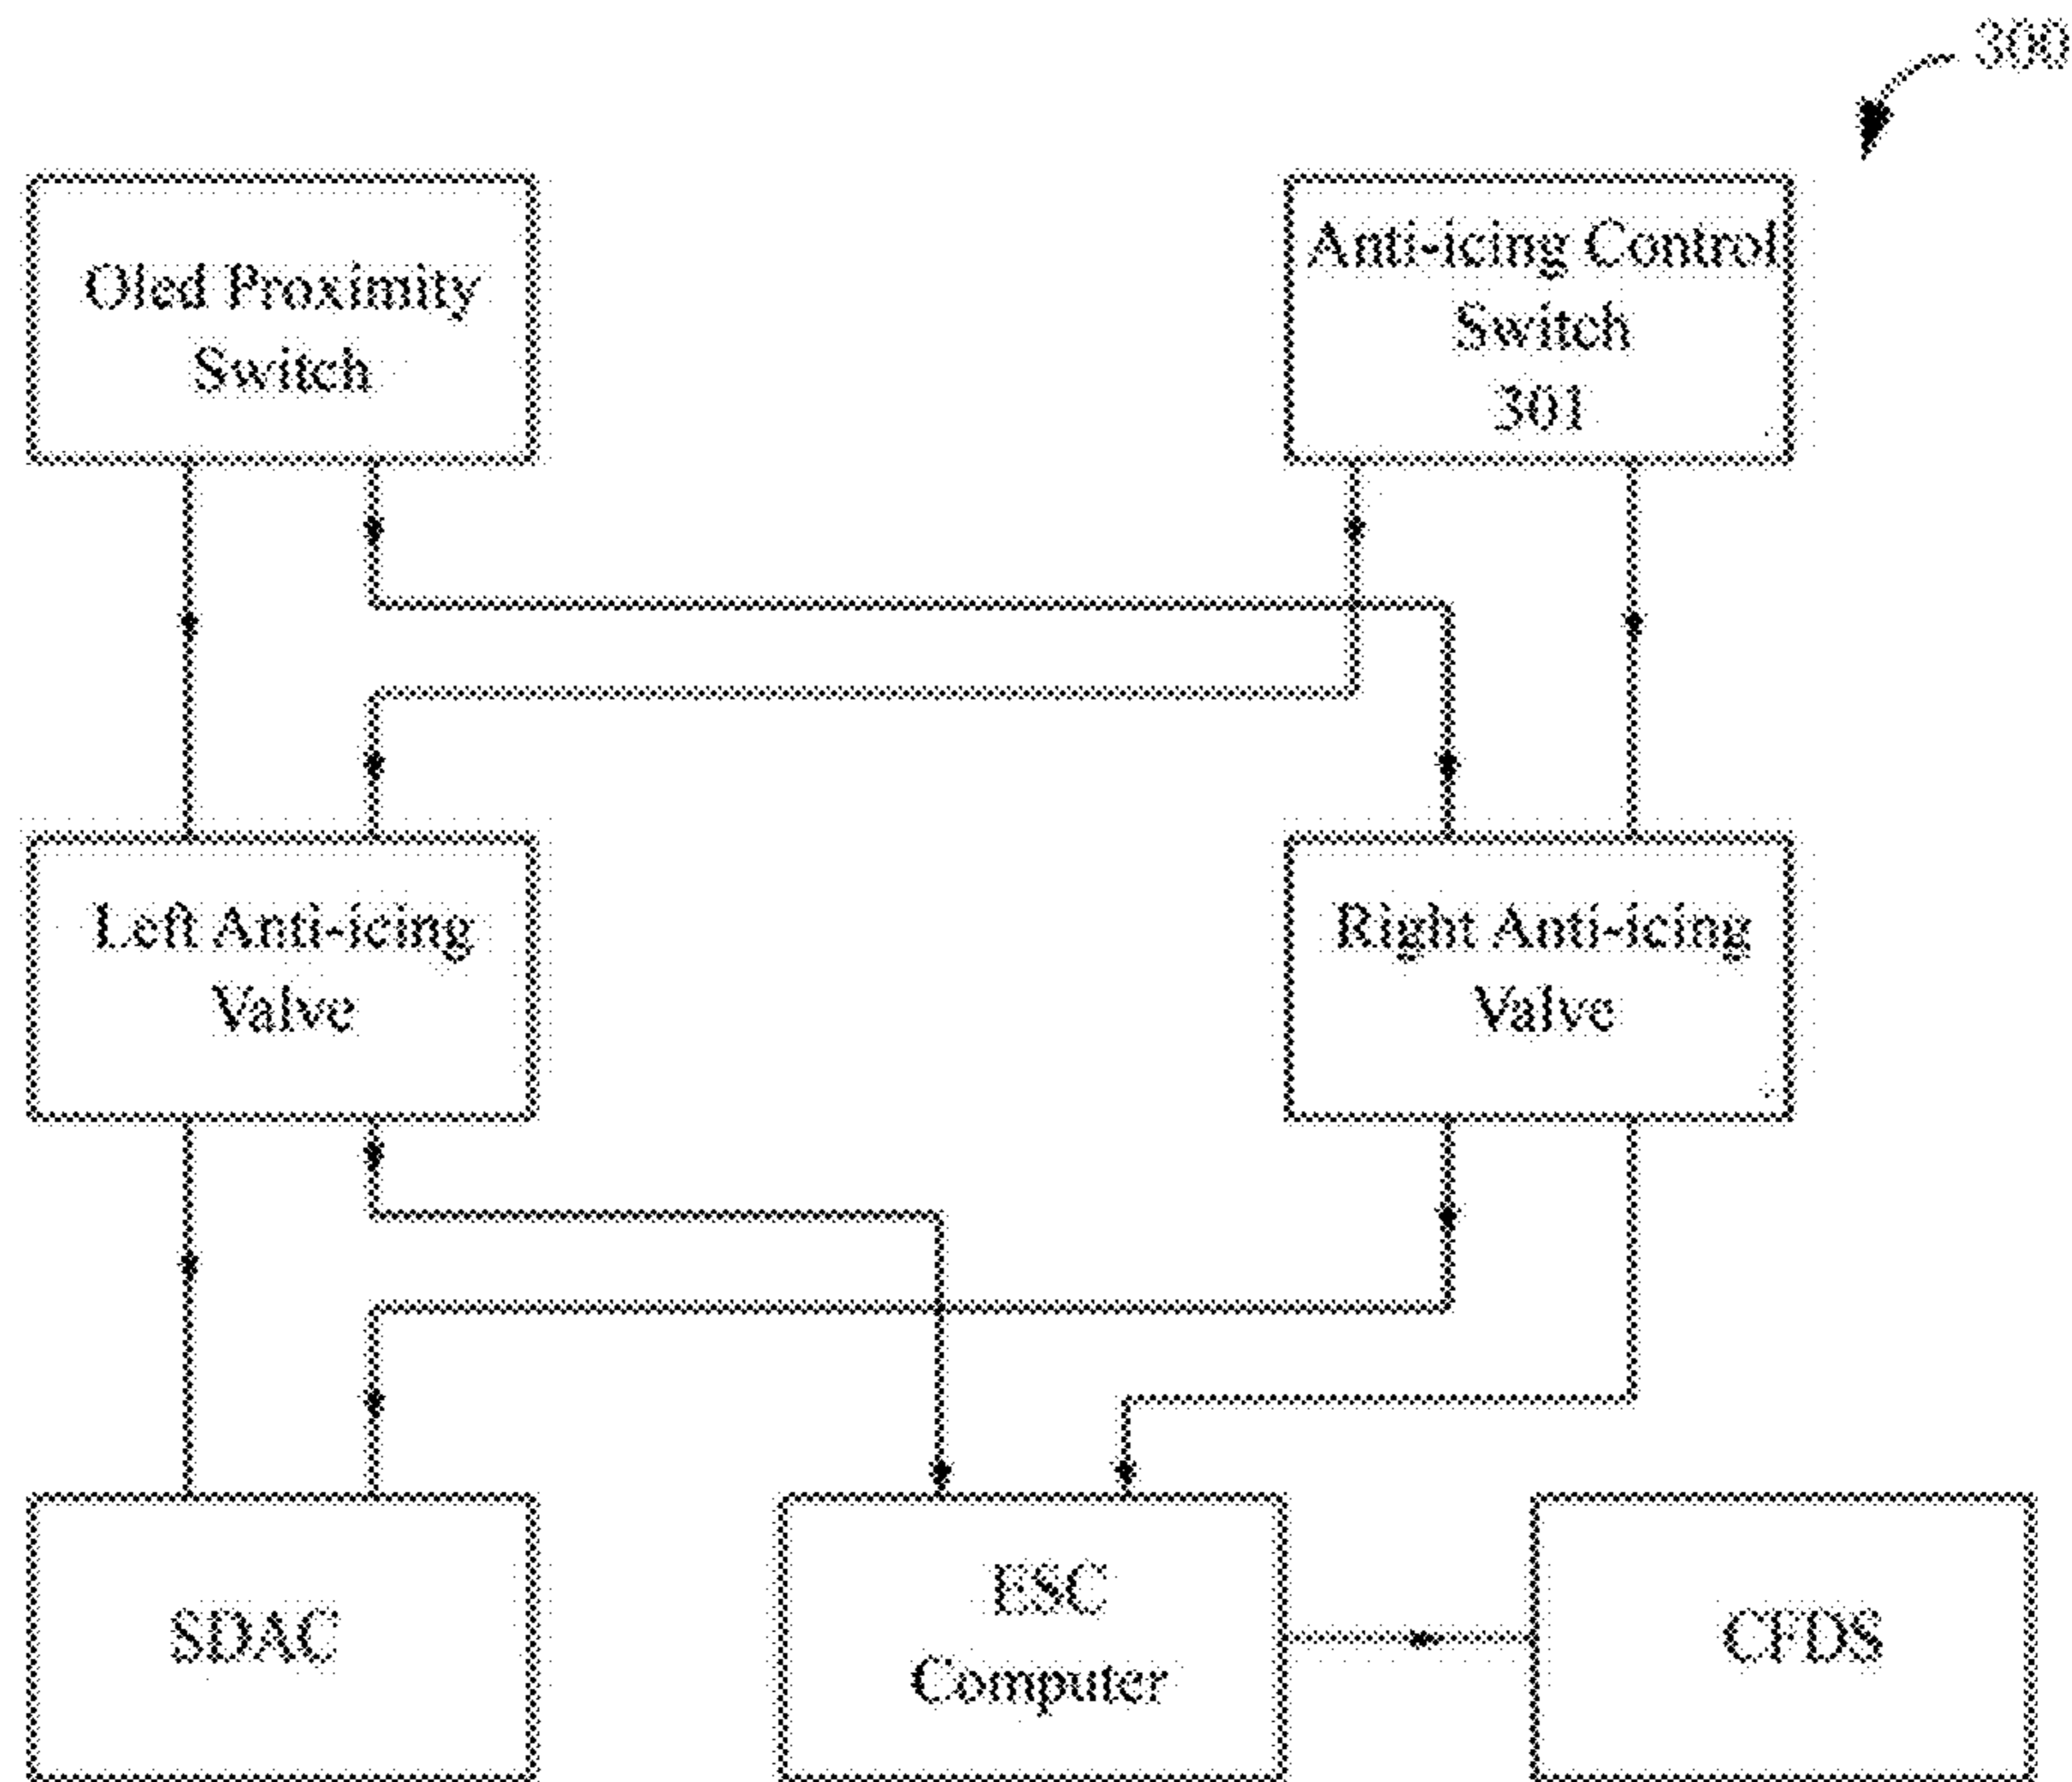 300
Oled Proximity
Switch
Anti-icing Control
Switch
301
Left Anti-icing
Valve
Right Anti-icing
Valve
SDAC
ESC
Computer
CFDS